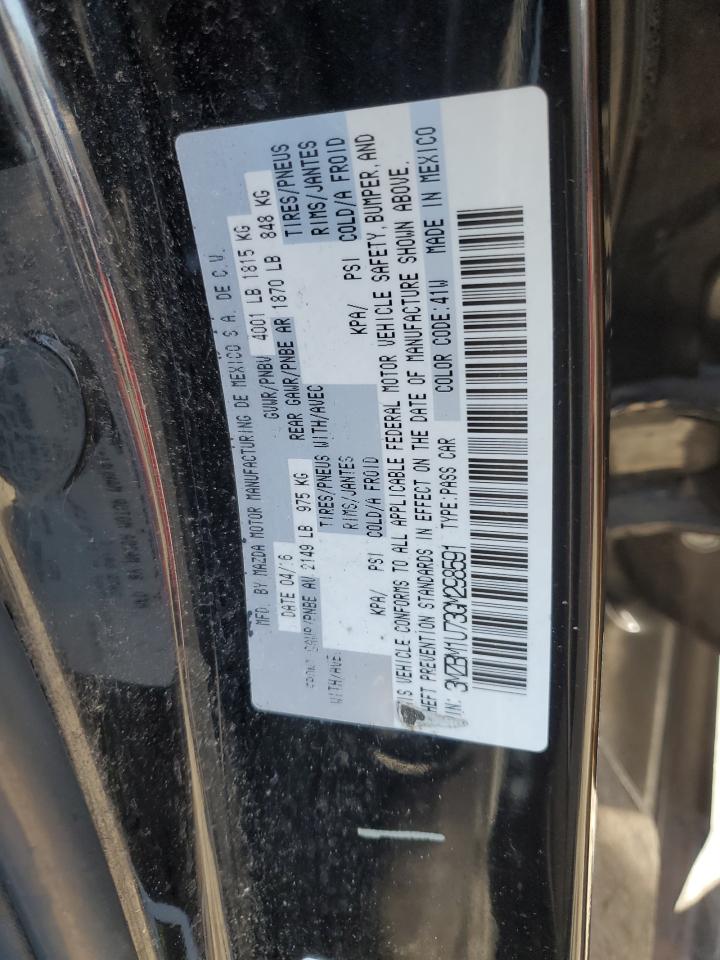 MFD. BY MAZDA MOTOR MANUFACTURING DE MEXICO S.A. DE C.V.
DATE 04/16 GVWR/PNBV 4001 LB 1815 KG
FRONT GAWR/PNBE AV 2149 LB 975 KG REAR GAWR/PNBE AR 1870 LB 848 KG
WITH/AVEC TIRES/PNEUS WITH/AVEC TIRES/PNEUS
RIMS/JANTES RIMS/JANTES
KPA/ PSI COLD/A FROID KPA/ PSI COLD/A FROID
THIS VEHICLE CONFORMS TO ALL APPLICABLE FEDERAL MOTOR VEHICLE SAFETY, BUMPER, AND
THEFT PREVENTION STANDARDS IN EFFECT ON THE DATE OF MANUFACTURE SHOWN ABOVE.
VIN: 3MZBM1U73GM298591 TYPE:PASS CAR COLOR CODE:41W MADE IN MEXICO